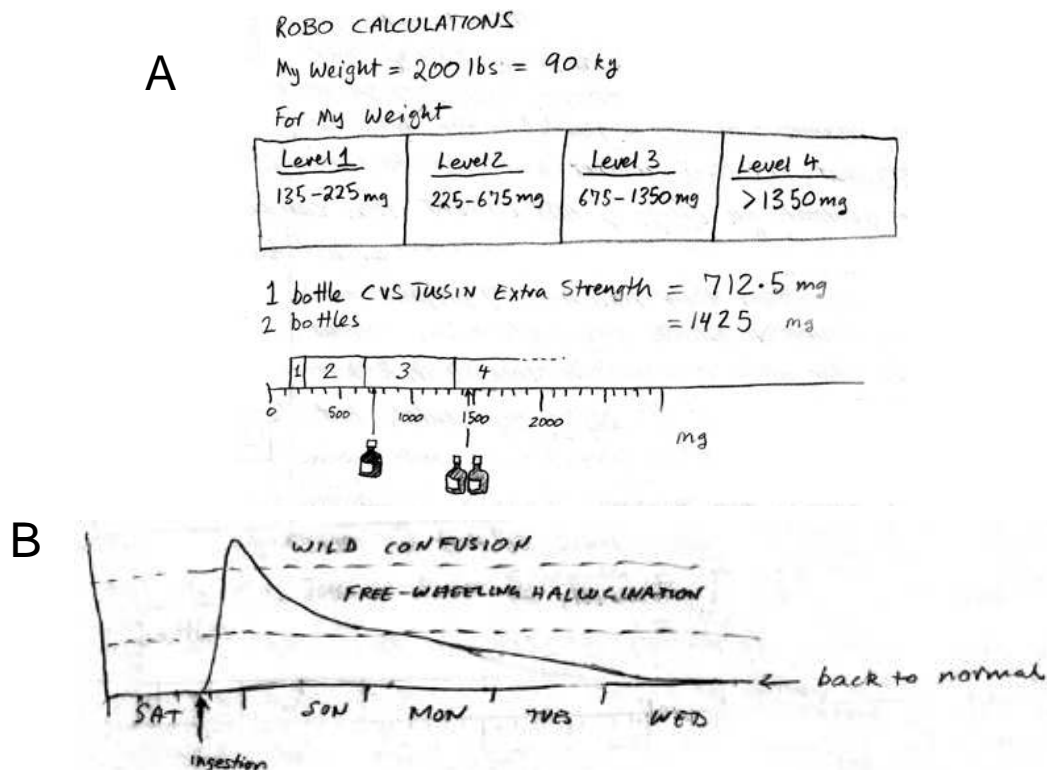 ROBO CALCULATIONS
A
My Weight = 200 lbs = 90 kg
For My Weight
Level 1 Level 2 Level 3 Level 4
135-225 mg 225-675 mg 675-1350 mg >1350 mg
1 bottle CVS TUSSIN Extra Strength = 712.5 mg
2 bottles = 1425 mg
1 2 3 4
0 500 1000 1500 2000
mg
B
WILD CONFUSION
FREE-WHEELING HALLUCINATION
back to normal
SAT SUN MON TUES WED
ingestion